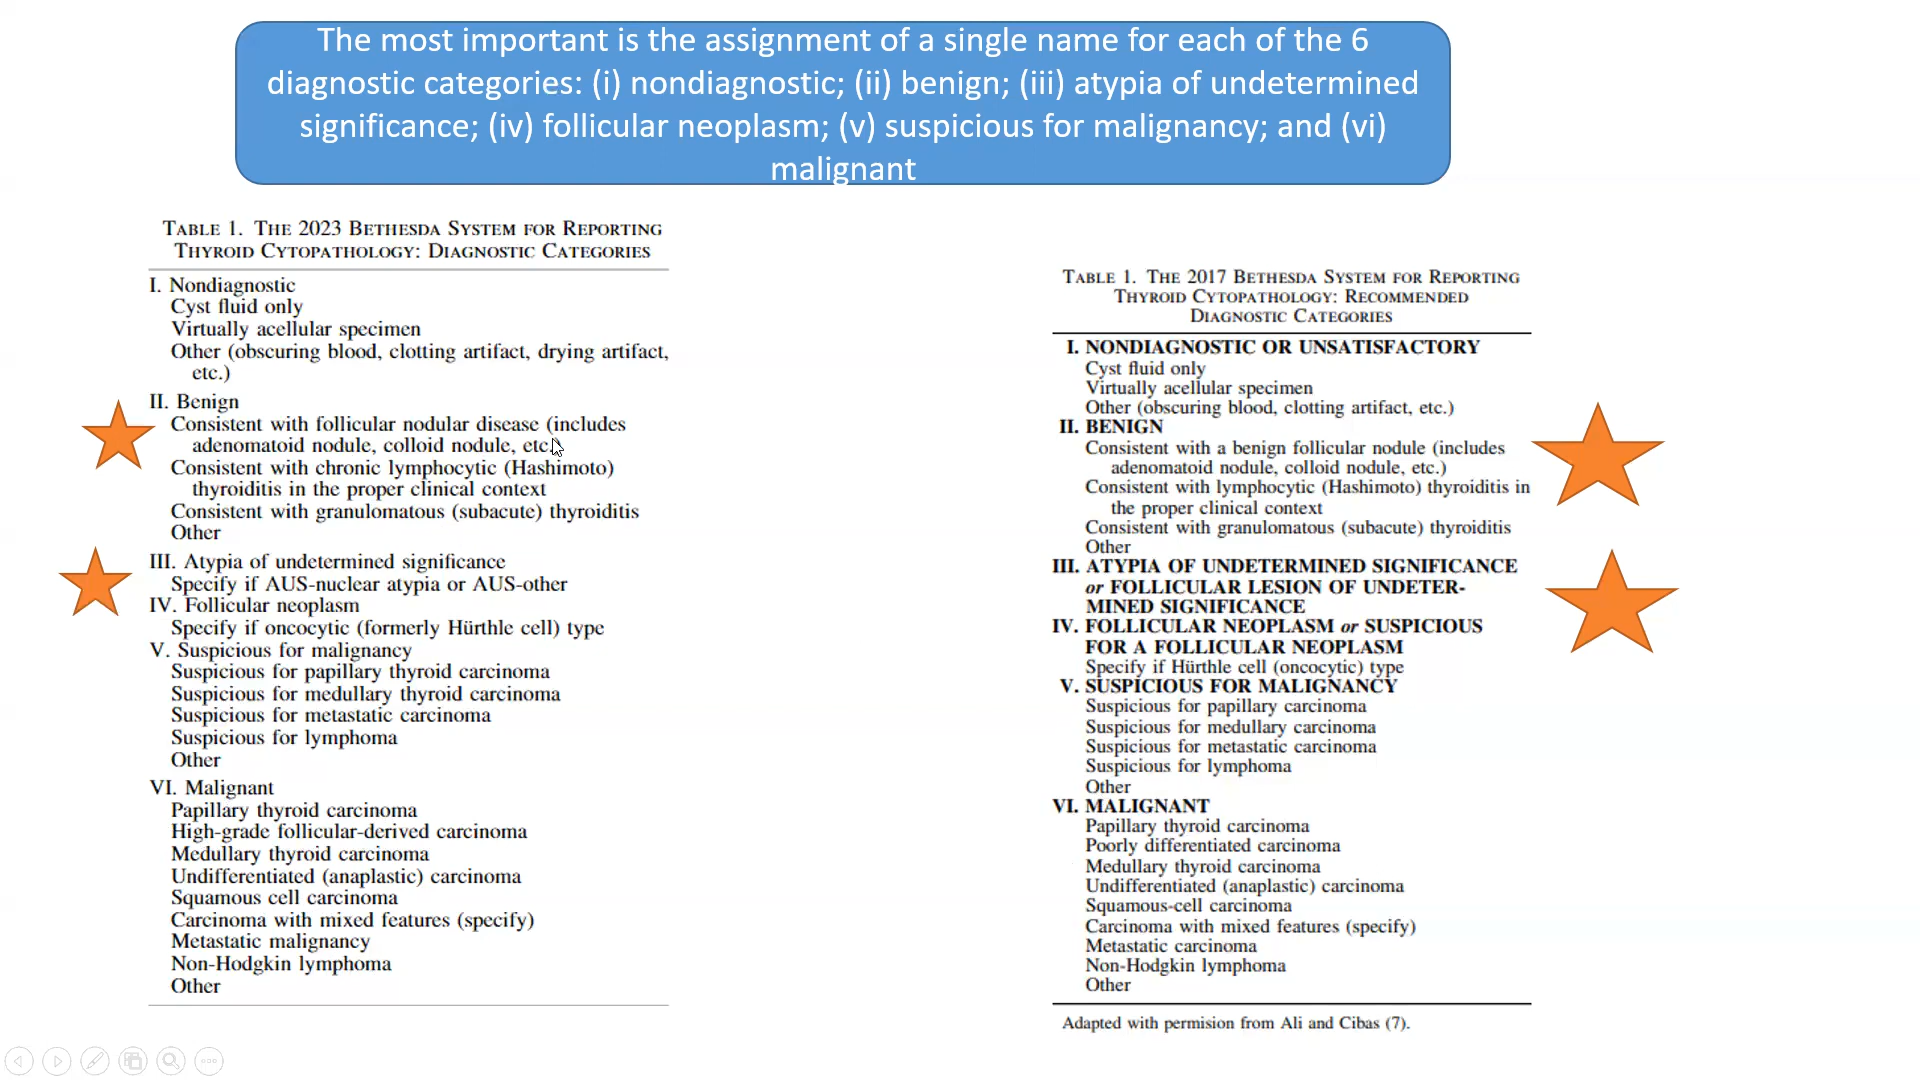 The most important is the assignment of a single name for each of the 6
diagnostic categories: (i) nondiagnostic; (ii) benign; (iii) atypia of undetermined
significance; (iv) follicular neoplasm; (v) suspicious for malignancy; and (vi)
malignant
TABLE 1. THE 2023 BETHESDA SYSTEM FOR REPORTING
THYROID CYTOPATHOLOGY: DIAGNOSTIC CATEGORIES
I. Nondiagnostic
Cyst fluid only
Virtually acellular specimen
Other (obscuring blood, clotting artifact, drying artifact,
etc.)
II. Benign
Consistent with follicular nodular disease (includes
adenomatoid nodule, colloid nodule, etc.)
Consistent with chronic lymphocytic (Hashimoto)
thyroiditis in the proper clinical context
Consistent with granulomatous (subacute) thyroiditis
Other
III. Atypia of undetermined significance
Specify if AUS-nuclear atypia or AUS-other
IV. Follicular neoplasm
Specify if oncocytic (formerly Hürthle cell) type
V. Suspicious for malignancy
Suspicious for papillary thyroid carcinoma
Suspicious for medullary thyroid carcinoma
Suspicious for metastatic carcinoma
Suspicious for lymphoma
Other
VI. Malignant
Papillary thyroid carcinoma
High-grade follicular-derived carcinoma
Medullary thyroid carcinoma
Undifferentiated (anaplastic) carcinoma
Squamous cell carcinoma
Carcinoma with mixed features (specify)
Metastatic malignancy
Non-Hodgkin lymphoma
Other
TABLE 1. THE 2017 BETHESDA SYSTEM FOR REPORTING
THYROID CYTOPATHOLOGY: RECOMMENDED
DIAGNOSTIC CATEGORIES
I. NONDIAGNOSTIC OR UNSATISFACTORY
Cyst fluid only
Virtually acellular specimen
Other (obscuring blood, clotting artifact, etc.)
II. BENIGN
Consistent with a benign follicular nodule (includes
adenomatoid nodule, colloid nodule, etc.)
Consistent with lymphocytic (Hashimoto) thyroiditis in
the proper clinical context
Consistent with granulomatous (subacute) thyroiditis
Other
III. ATYPIA OF UNDETERMINED SIGNIFICANCE
or FOLLICULAR LESION OF UNDETER-
MINED SIGNIFICANCE
IV. FOLLICULAR NEOPLASM or SUSPICIOUS
FOR A FOLLICULAR NEOPLASM
Specify if Hürthle cell (oncocytic) type
V. SUSPICIOUS FOR MALIGNANCY
Suspicious for papillary carcinoma
Suspicious for medullary carcinoma
Suspicious for metastatic carcinoma
Suspicious for lymphoma
Other
VI. MALIGNANT
Papillary thyroid carcinoma
Poorly differentiated carcinoma
Medullary thyroid carcinoma
Undifferentiated (anaplastic) carcinoma
Squamous-cell carcinoma
Carcinoma with mixed features (specify)
Metastatic carcinoma
Non-Hodgkin lymphoma
Other
Adapted with permision from Ali and Cibas (7).